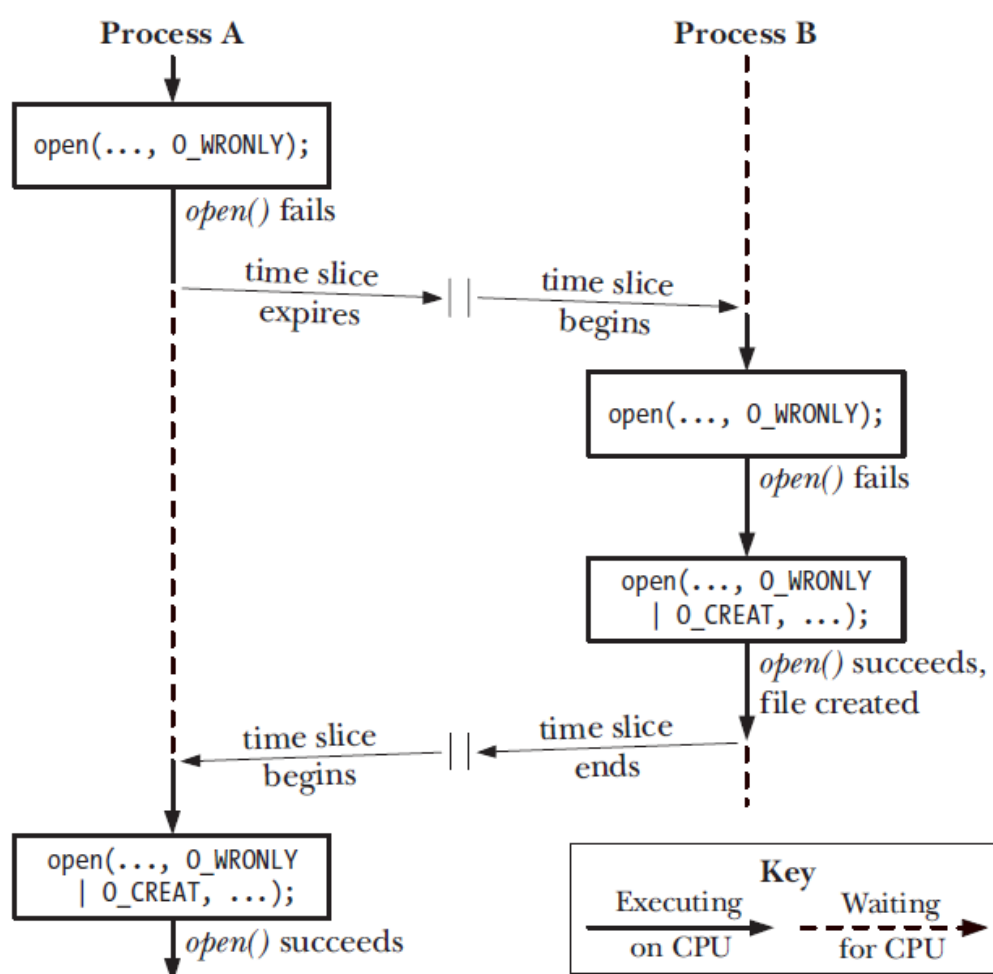 Process A
Process B
open(..., O_WRONLY);
open() fails
time slice
expires
time slice
begins
open(..., O_WRONLY);
open() fails
open(..., O_WRONLY
| O_CREAT, ...);
open() succeeds,
file created
time slice
ends
time slice
begins
open(..., O_WRONLY
| O_CREAT, ...);
open() succeeds
Key
Executing
on CPU
Waiting
for CPU